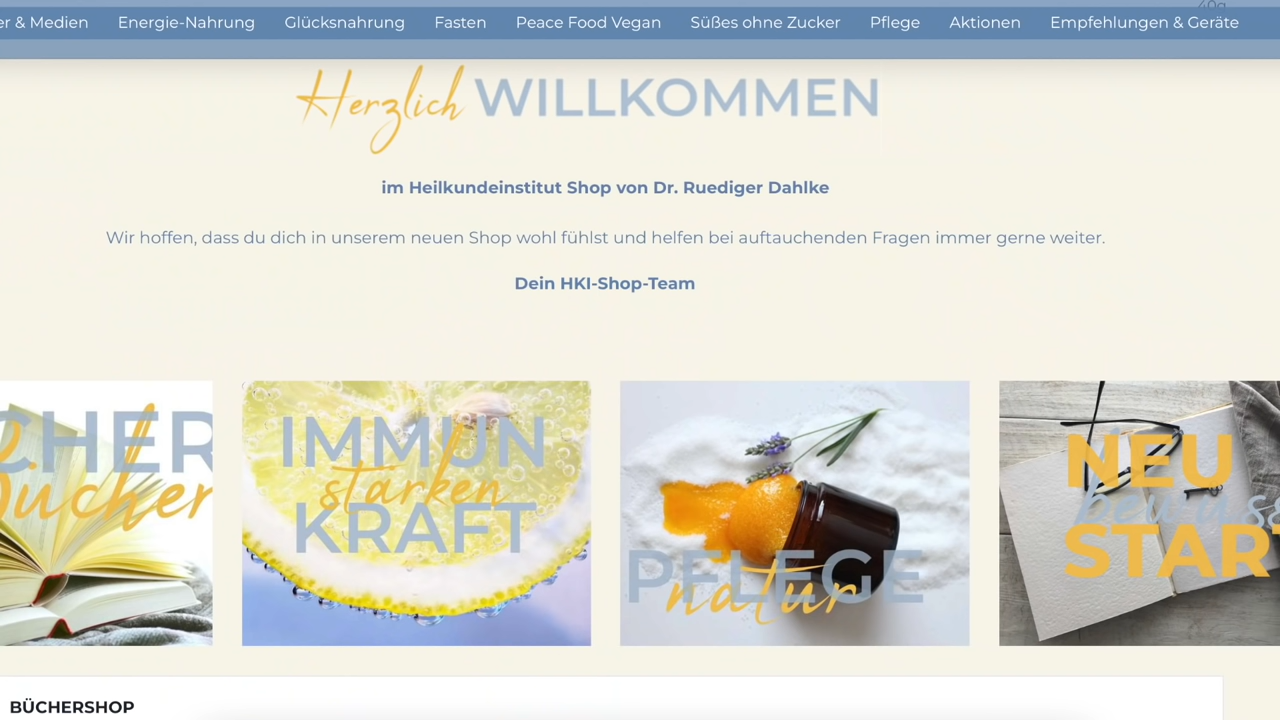 40g
er & Medien Energie-Nahrung Glücksnahrung Fasten Peace Food Vegan Süßes ohne Zucker Pflege Aktionen Empfehlungen & Geräte
Herzlich WILLKOMMEN
im Heilkundeinstitut Shop von Dr. Ruediger Dahlke
Wir hoffen, dass du dich in unserem neuen Shop wohl fühlst und helfen bei auftauchenden Fragen immer gerne weiter.
Dein HKI-Shop-Team
CHER
Bücher
IMMUN
stärken
KRAFT
PFLEGE
natur
NEU
bewuss
STAR
BÜCHERSHOP